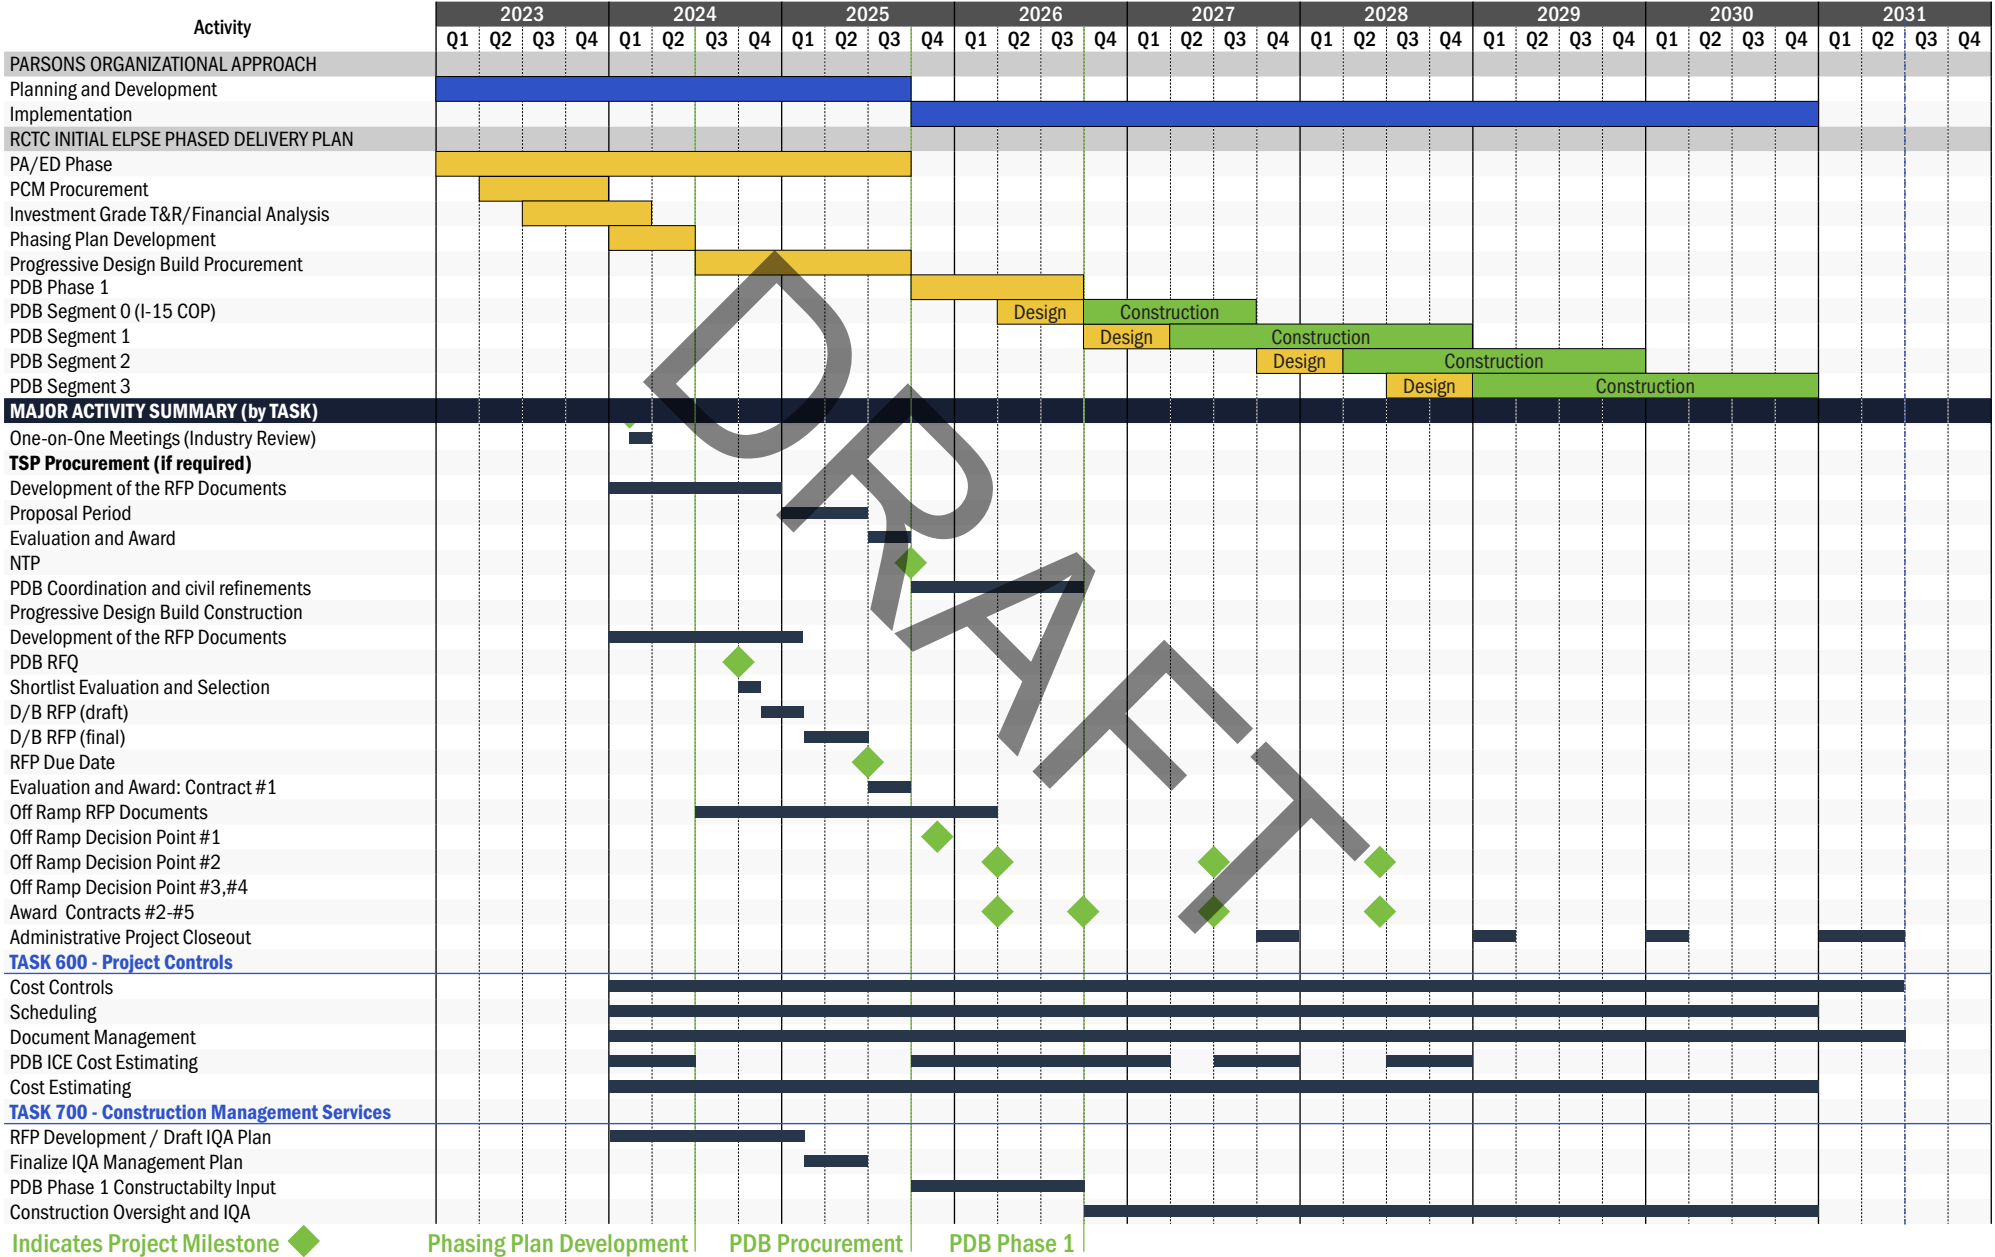 Activity
2023 2024 2025 2026 2027 2028 2029 2030 2031
Q1 Q2 Q3 Q4 Q1 Q2 Q3 Q4 Q1 Q2 Q3 Q4 Q1 Q2 Q3 Q4 Q1 Q2 Q3 Q4 Q1 Q2 Q3 Q4 Q1 Q2 Q3 Q4 Q1 Q2 Q3 Q4 Q1 Q2 Q3 Q4
PARSONS ORGANIZATIONAL APPROACH
Planning and Development
Implementation
RCTC INITIAL ELPSE PHASED DELIVERY PLAN
PA/ED Phase
PCM Procurement
Investment Grade T&R/Financial Analysis
Phasing Plan Development
Progressive Design Build Procurement
PDB Phase 1
PDB Segment 0 (I-15 COP) Design Construction
PDB Segment 1 Design Construction
PDB Segment 2 Design Construction
PDB Segment 3 Design Construction
MAJOR ACTIVITY SUMMARY (by TASK)
One-on-One Meetings (Industry Review)
TSP Procurement (if required)
Development of the RFP Documents
Proposal Period
Evaluation and Award
NTP
PDB Coordination and civil refinements
Progressive Design Build Construction
Development of the RFP Documents
PDB RFQ
Shortlist Evaluation and Selection
D/B RFP (draft)
D/B RFP (final)
RFP Due Date
Evaluation and Award: Contract #1
Off Ramp RFP Documents
Off Ramp Decision Point #1
Off Ramp Decision Point #2
Off Ramp Decision Point #3,#4
Award Contracts #2-#5
Administrative Project Closeout
TASK 600 - Project Controls
Cost Controls
Scheduling
Document Management
PDB ICE Cost Estimating
Cost Estimating
TASK 700 - Construction Management Services
RFP Development / Draft IQA Plan
Finalize IQA Management Plan
PDB Phase 1 Constructabilty Input
Construction Oversight and IQA
Indicates Project Milestone Phasing Plan Development PDB Procurement PDB Phase 1
DRAFT